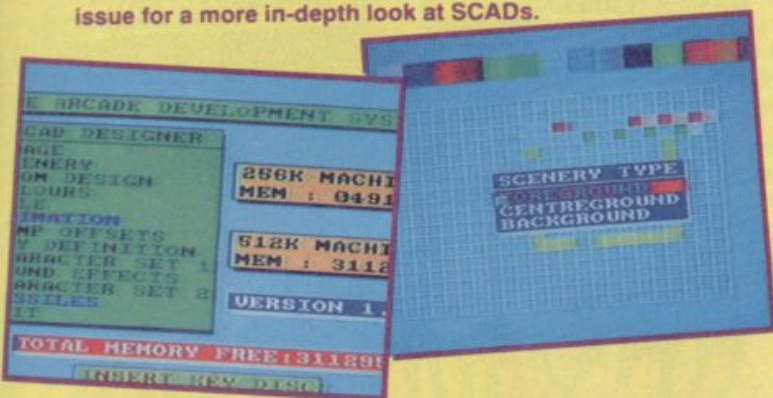 issue for a more in-depth look at SCADs.
E ARCADE DEVELOPMENT SYS
CAD DESIGNER
AGE
ENERY
OM DESIGN
LOURS
LE
IMATION
MP OFFSETS
Y DEFINITION
ARACTER SET 1
UND EFFECTS
ARACTER SET 2
SSILES
IT
256K MACHI
MEM : 0491
512K MACHI
MEM : 3112
VERSION 1.
TOTAL MEMORY FREE:311295
INSERT KEY DISC
SCENERY TYPE
FOREGROUND
CENTREGROUND
BACKGROUND